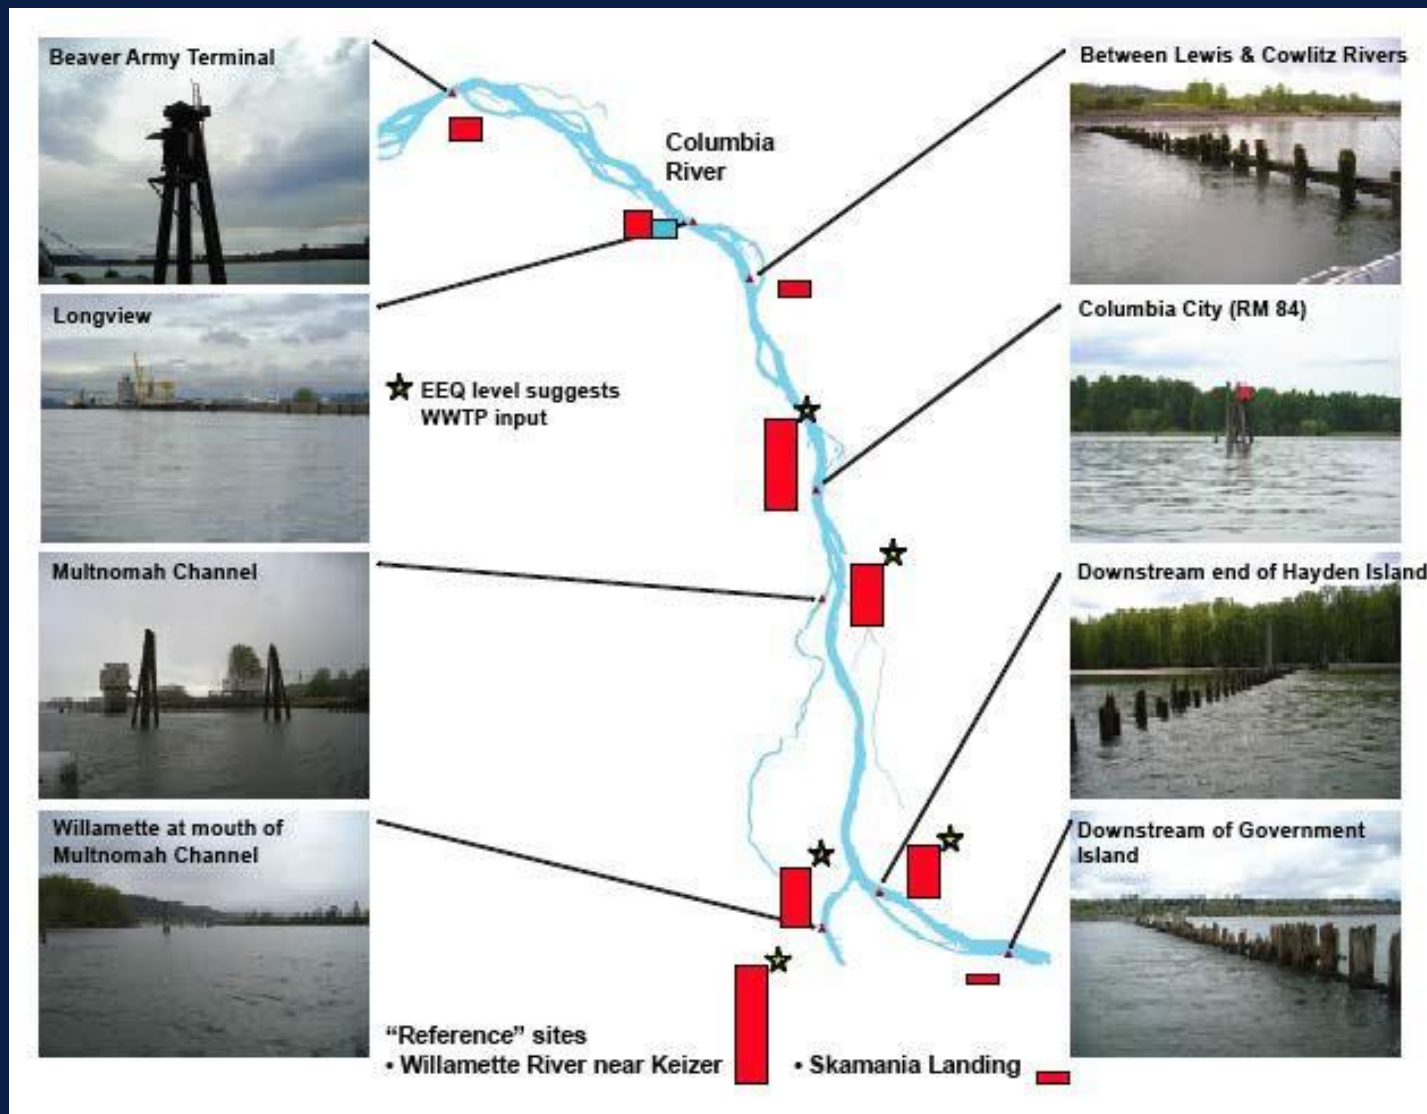 Beaver Army Terminal
Between Lewis & Cowlitz Rivers
Columbia
River
Longview
Columbia City (RM 84)
EEQ level suggests
WWTP input
Multnomah Channel
Downstream end of Hayden Island
Willamette at mouth of
Multnomah Channel
Downstream of Government
Island
“Reference” sites
• Willamette River near Keizer
• Skamania Landing